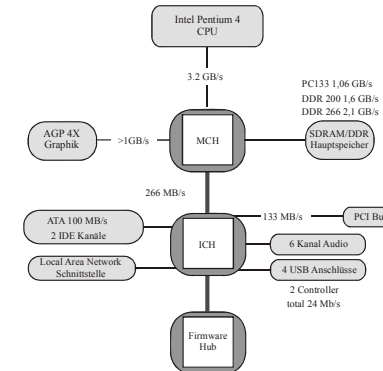 Intel Pentium 4
CPU
3.2 GB/s
PC133 1,06 GB/s
DDR 200 1,6 GB/s
DDR 266 2,1 GB/s
AGP 4X
Graphik
>1GB/s
MCH
SDRAM/DDR
Hauptspeicher
266 MB/s
ATA 100 MB/s
2 IDE Kanäle
133 MB/s
PCI Bu
ICH
6 Kanal Audio
Local Area Network
Schnittstelle
4 USB Anschlüsse
2 Controller
total 24 Mb/s
Firmware
Hub